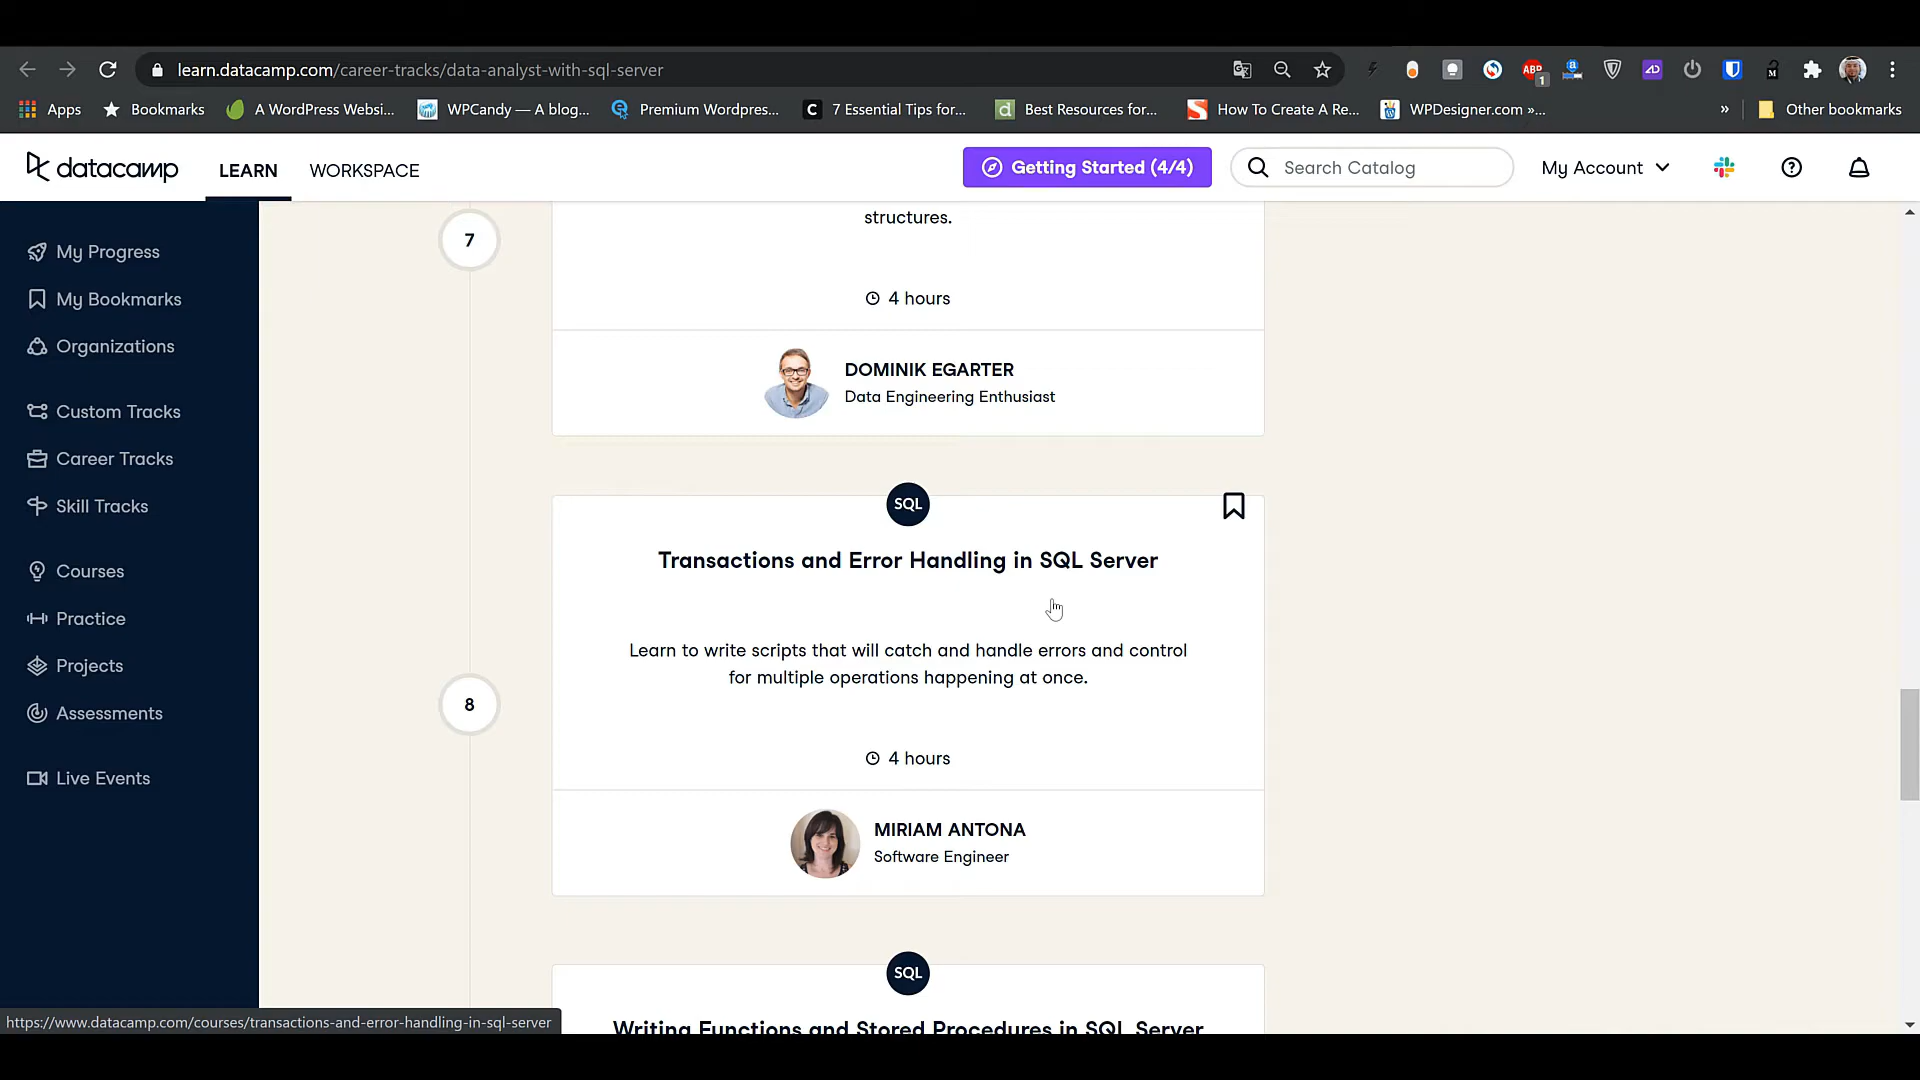 learn.datacamp.com/career-tracks/data-analyst-with-sql-server
ABP
1
Apps
Bookmarks
A WordPress Websi...
WPCandy — A blog...
Premium Wordpres...
7 Essential Tips for...
Best Resources for...
How To Create A Re...
WPDesigner.com »...
»
Other bookmarks
datacamp
LEARN
WORKSPACE
Getting Started (4/4)
Search Catalog
My Account
My Progress
My Bookmarks
Organizations
Custom Tracks
Career Tracks
Skill Tracks
Courses
Practice
Projects
Assessments
Live Events
7
structures.
4 hours
DOMINIK EGARTER
Data Engineering Enthusiast
SQL
Transactions and Error Handling in SQL Server
Learn to write scripts that will catch and handle errors and control
for multiple operations happening at once.
8
4 hours
MIRIAM ANTONA
Software Engineer
SQL
Writing Functions and Stored Procedures in SQL Server
https://www.datacamp.com/courses/transactions-and-error-handling-in-sql-server